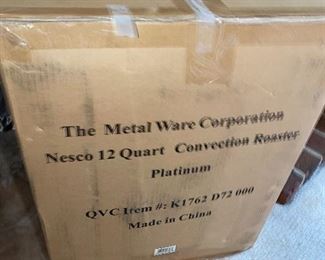 The Metal Ware Corporation
Nesco 12 Quart Convection Roaster
Platinum
QVC Item #: K1762 D72 000
Made in China